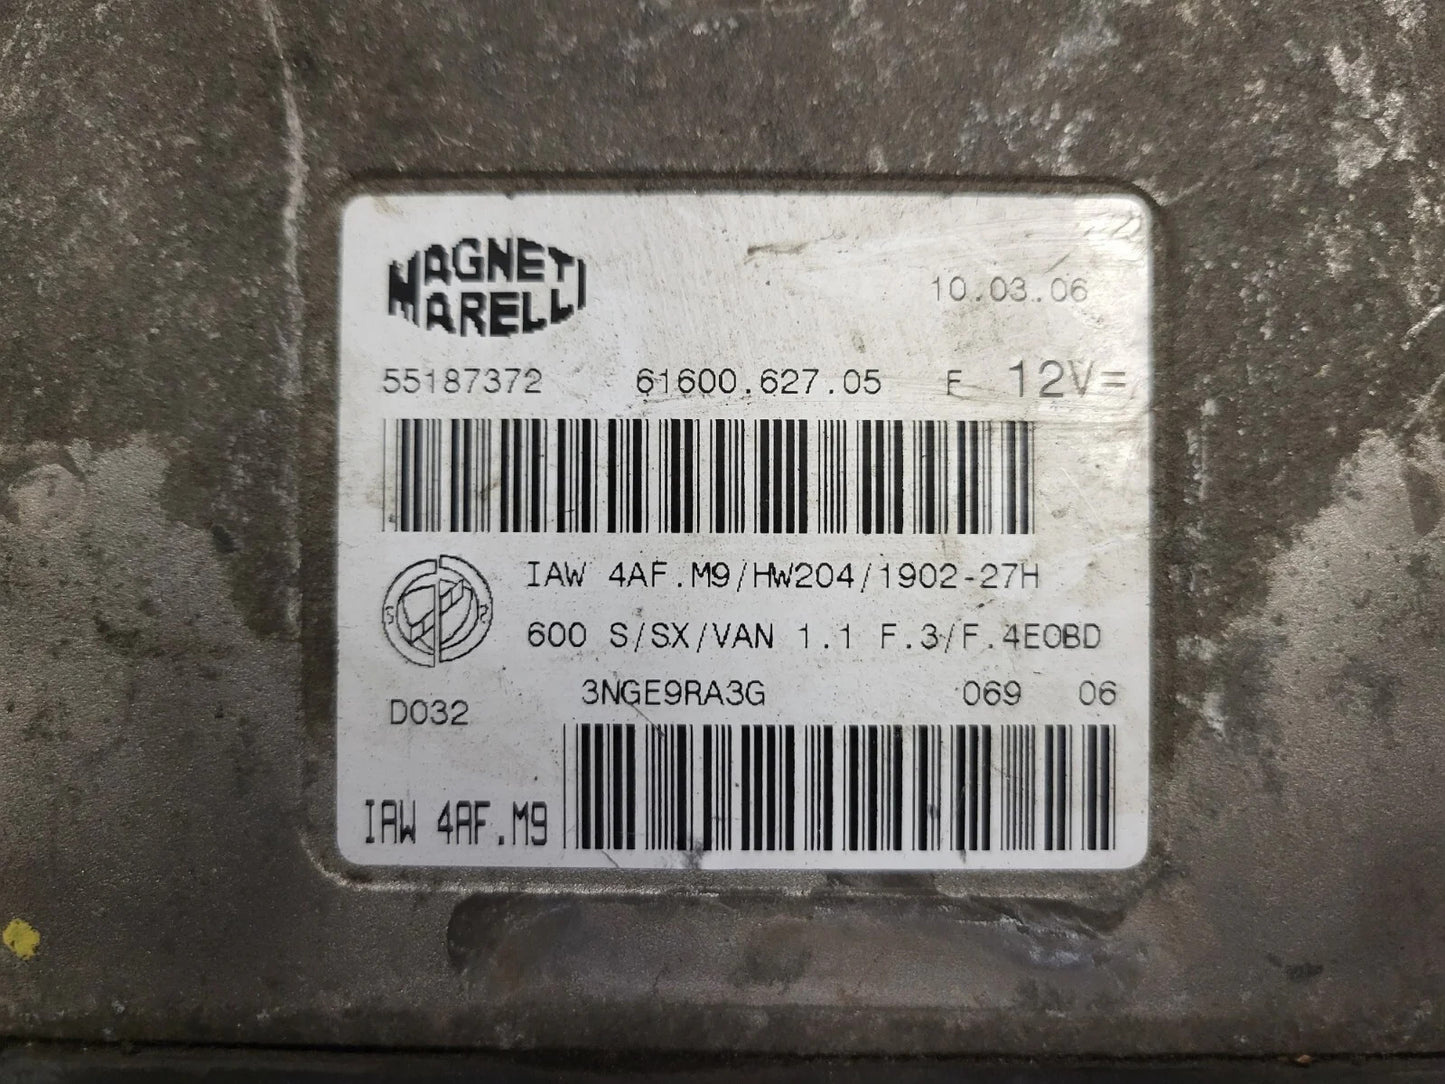 MAGNETI
MARELLI
10.03.06
55187372 61600.627.05 F 12V=
IAW 4AF.M9/HW204/1902-27H
600 S/SX/VAN 1.1 F.3/F.4EOBD
3NGE9RA3G 069 06
D032
IAW 4AF.M9